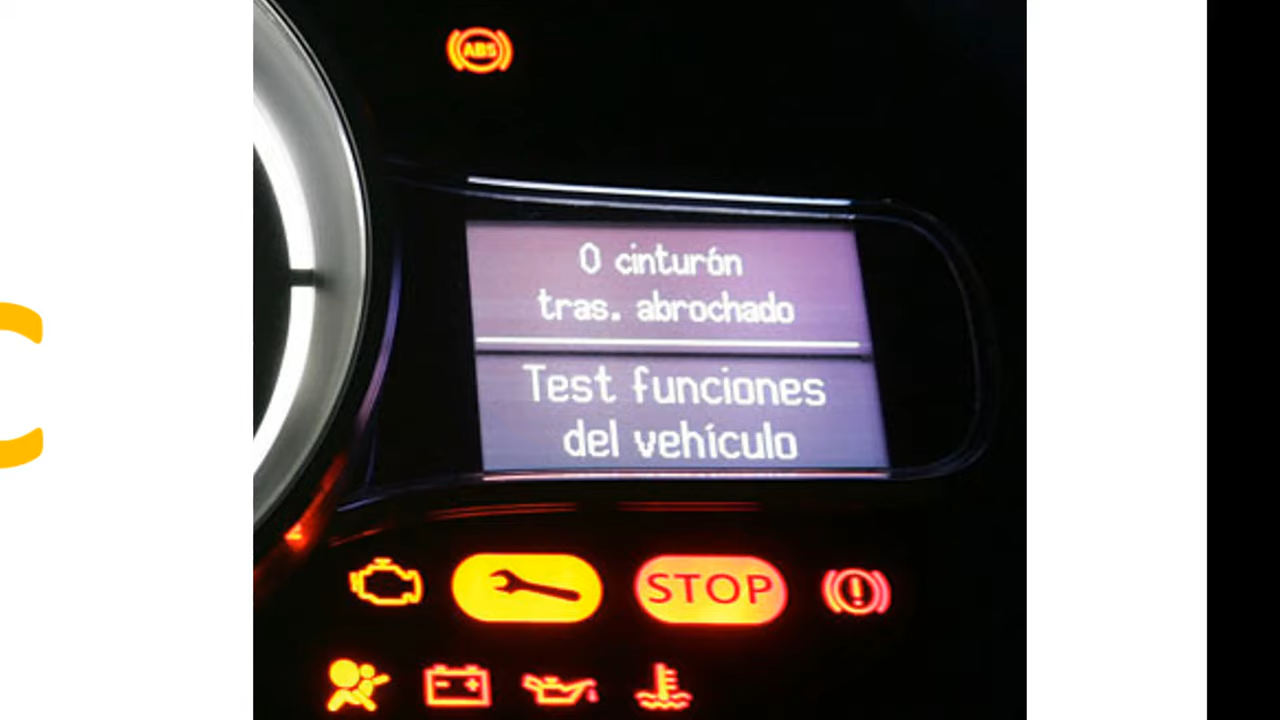 ABS
0 cinturón
tras. abrochado
Test funciones
del vehículo
STOP